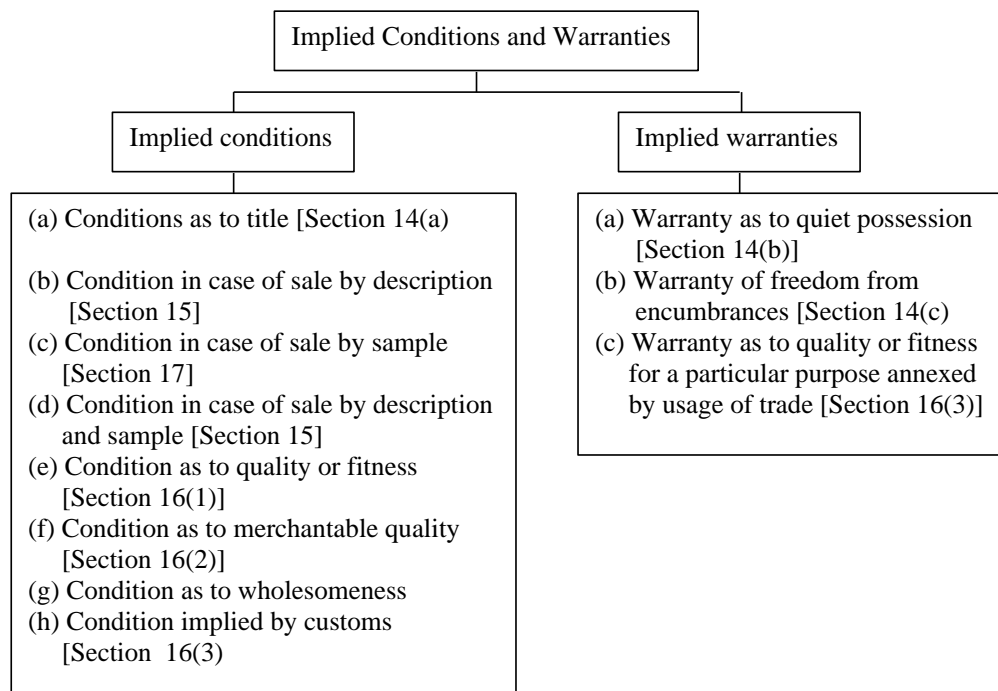 Implied Conditions and Warranties
Implied conditions
Implied warranties
(a) Conditions as to title [Section 14(a)
(b) Condition in case of sale by description
[Section 15]
(c) Condition in case of sale by sample
[Section 17]
(d) Condition in case of sale by description
and sample [Section 15]
(e) Condition as to quality or fitness
[Section 16(1)]
(f) Condition as to merchantable quality
[Section 16(2)]
(g) Condition as to wholesomeness
(h) Condition implied by customs
[Section 16(3)
(a) Warranty as to quiet possession
[Section 14(b)]
(b) Warranty of freedom from
encumbrances [Section 14(c)
(c) Warranty as to quality or fitness
for a particular purpose annexed
by usage of trade [Section 16(3)]